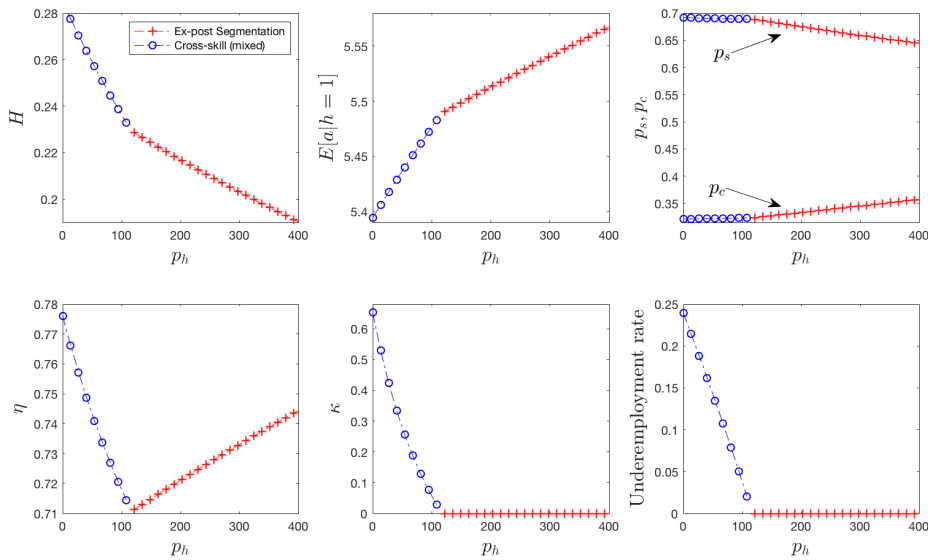 0.28
0.26
0.24
0.22
0.2
H
0 100 200 300 400
p_h
Ex-post Segmentation
Cross-skill (mixed)
5.55
5.5
5.45
5.4
E[a|h = 1]
0 100 200 300 400
p_h
0.7
0.65
0.6
0.55
0.5
0.45
0.4
0.35
p_s, p_c
p_s
p_c
0 100 200 300 400
p_h
0.78
0.77
0.76
0.75
0.74
0.73
0.72
0.71
η
0 100 200 300 400
p_h
0.6
0.5
0.4
0.3
0.2
0.1
0
κ
0 100 200 300 400
p_h
0.25
0.2
0.15
0.1
0.05
0
Underemployment rate
0 100 200 300 400
p_h